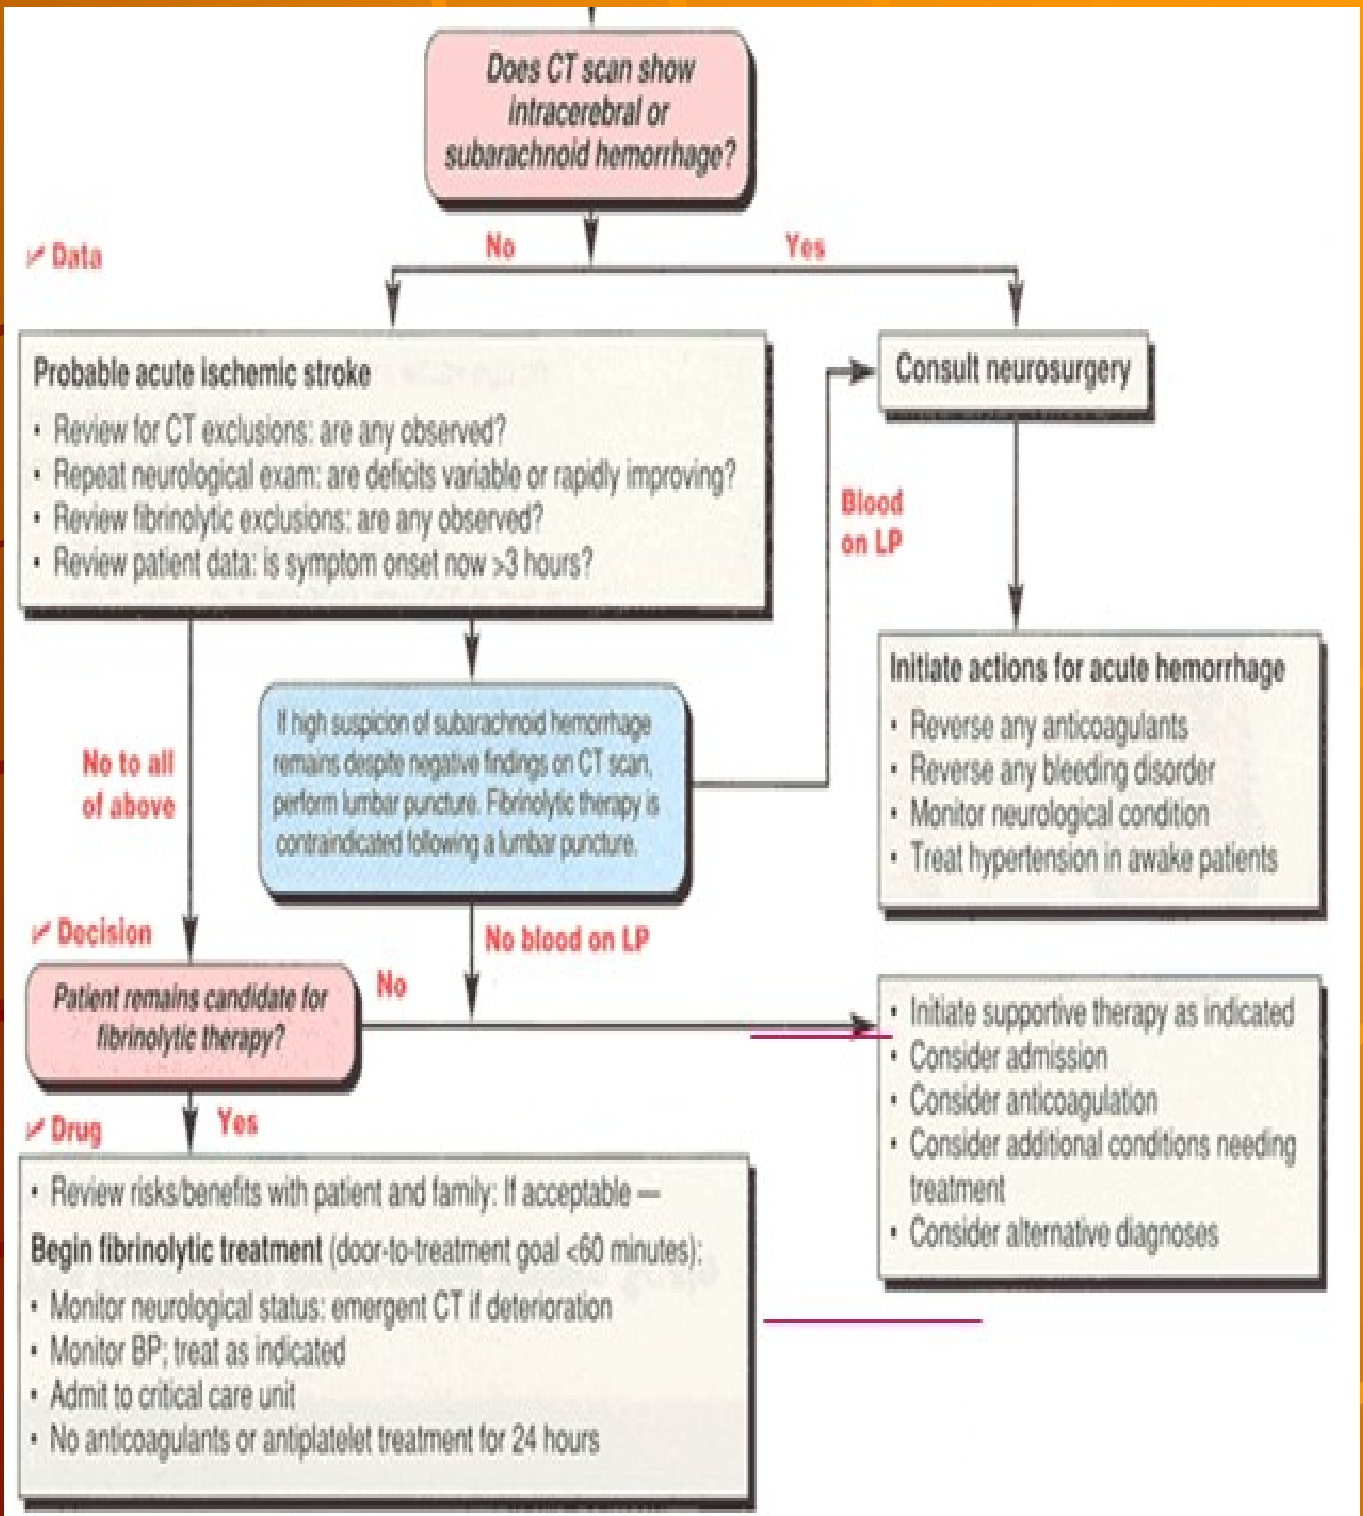 Does CT scan show
intracerebral or
subarachnoid hemorrhage?
No
Yes
✓ Data
Probable acute ischemic stroke
• Review for CT exclusions: are any observed?
• Repeat neurological exam: are deficits variable or rapidly improving?
• Review fibrinolytic exclusions: are any observed?
• Review patient data: is symptom onset now >3 hours?
Consult neurosurgery
Blood
on LP
Initiate actions for acute hemorrhage
• Reverse any anticoagulants
• Reverse any bleeding disorder
• Monitor neurological condition
• Treat hypertension in awake patients
If high suspicion of subarachnoid hemorrhage
remains despite negative findings on CT scan,
perform lumbar puncture. Fibrinolytic therapy is
contraindicated following a lumbar puncture.
No to all
of above
✓ Decision
No blood on LP
Patient remains candidate for
fibrinolytic therapy?
No
• Initiate supportive therapy as indicated
• Consider admission
• Consider anticoagulation
• Consider additional conditions needing
treatment
• Consider alternative diagnoses
Yes
✓ Drug
• Review risks/benefits with patient and family: If acceptable —
Begin fibrinolytic treatment (door-to-treatment goal <60 minutes):
• Monitor neurological status: emergent CT if deterioration
• Monitor BP; treat as indicated
• Admit to critical care unit
• No anticoagulants or antiplatelet treatment for 24 hours